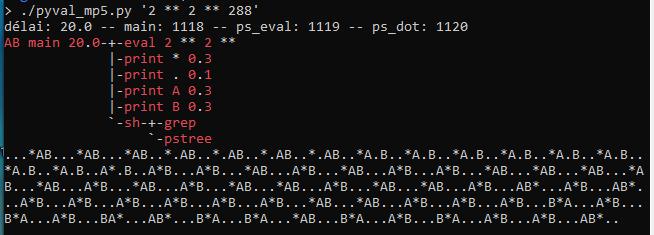 > ./pyval_mp5.py '2 ** 2 ** 288'
délai: 20.0 -- main: 1118 -- ps_eval: 1119 -- ps_dot: 1120
AB main 20.0-+-eval 2 ** 2 **
|-print * 0.3
|-print . 0.1
|-print A 0.3
|-print B 0.3
`-sh-+-grep
`-pstree
...*AB...*AB...*AB..*.AB..*.AB..*.AB..*.AB..*A.B..*A.B..*A.B..*A.B..*A.B..
*A.B..*A.B..A*.B..A*B...A*B...A*B...*AB...*AB...*AB...*AB...*AB...*AB...*A
B...*AB...A*B...*AB...*AB...A*B...*AB...*AB...*AB...A*B...*AB...A*B...AB*.
..A*B...A*B...A*B...A*B...A*B...A*B...A*B...A*B...B*A...A*B...A*B...A*B...
B*A...A*B...BA*...AB*...B*A...B*A...*AB...B*A...A*B...B*A...A*B...AB*..